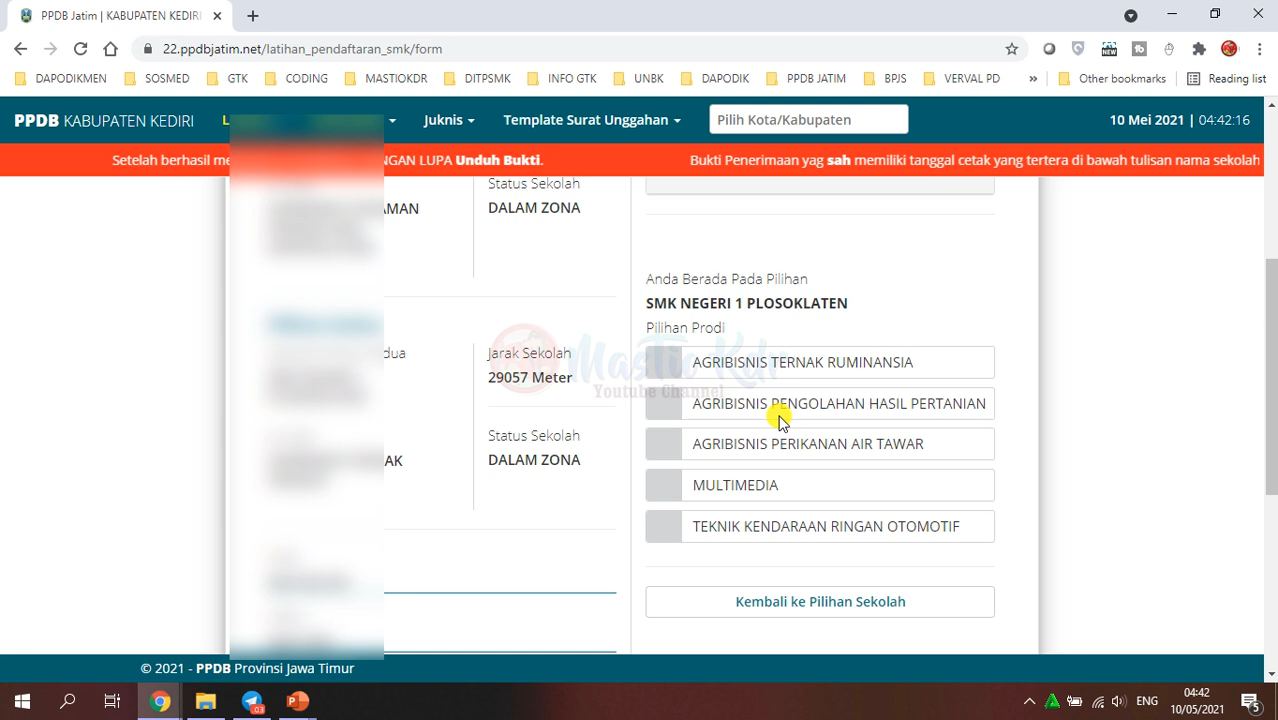 PPDB Jatim | KABUPATEN KEDIRI
22.ppdbjatim.net/latihan_pendaftaran_smk/form
DAPODIKMEN SOSMED GTK CODING MASTIOKDR DITPSMK INFO GTK UNBK DAPODIK PPDB JATIM BPJS VERVAL PD » Other bookmarks Reading list
PPDB KABUPATEN KEDIRI Juknis Template Surat Unggahan Pilih Kota/Kabupaten 10 Mei 2021 | 04:42:16
Setelah berhasil NGAN LUPA Unduh Bukti. Bukti Penerimaan yag sah memiliki tanggal cetak yang tertera di bawah tulisan nama sekolah
Status Sekolah
DALAM ZONA
Anda Berada Pada Pilihan
SMK NEGERI 1 PLOSOKLATEN
Pilihan Prodi
Jarak Sekolah
29057 Meter
Status Sekolah
DALAM ZONA
AGRIBISNIS TERNAK RUMINANSIA
AGRIBISNIS PENGOLAHAN HASIL PERTANIAN
AGRIBISNIS PERIKANAN AIR TAWAR
MULTIMEDIA
TEKNIK KENDARAAN RINGAN OTOMOTIF
Kembali ke Pilihan Sekolah
Mastio Kdr
Youtube Channel
© 2021 - PPDB Provinsi Jawa Timur
03
ENG
04:42
10/05/2021
5